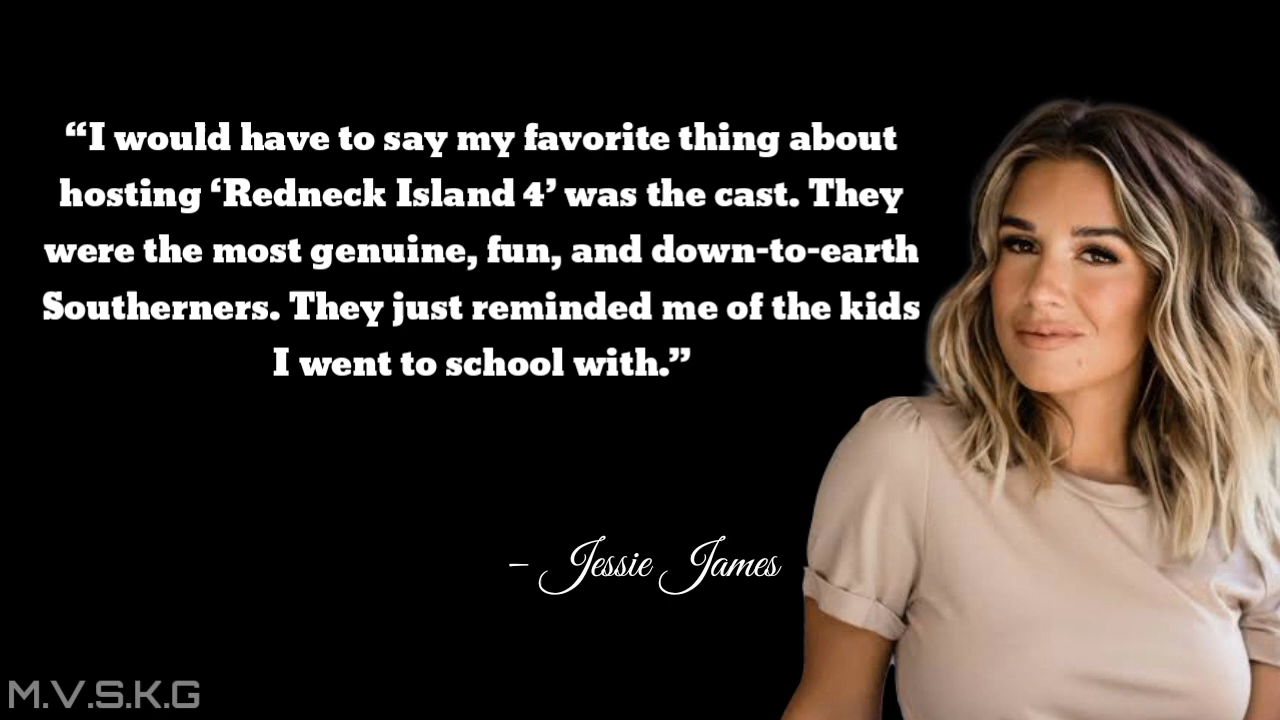 “I would have to say my favorite thing about
hosting ‘Redneck Island 4’ was the cast. They
were the most genuine, fun, and down-to-earth
Southerners. They just reminded me of the kids
I went to school with.”
– Jessie James
M.V.S.K.G